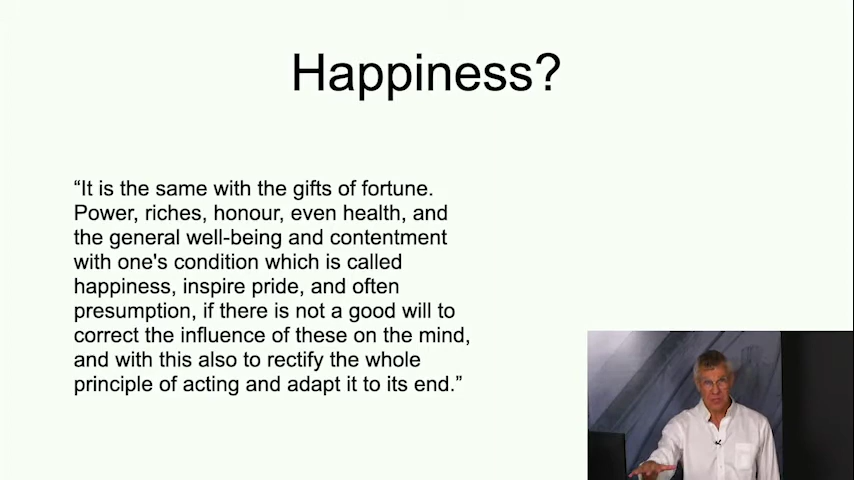 Happiness?
“It is the same with the gifts of fortune.
Power, riches, honour, even health, and
the general well-being and contentment
with one's condition which is called
happiness, inspire pride, and often
presumption, if there is not a good will to
correct the influence of these on the mind,
and with this also to rectify the whole
principle of acting and adapt it to its end.”